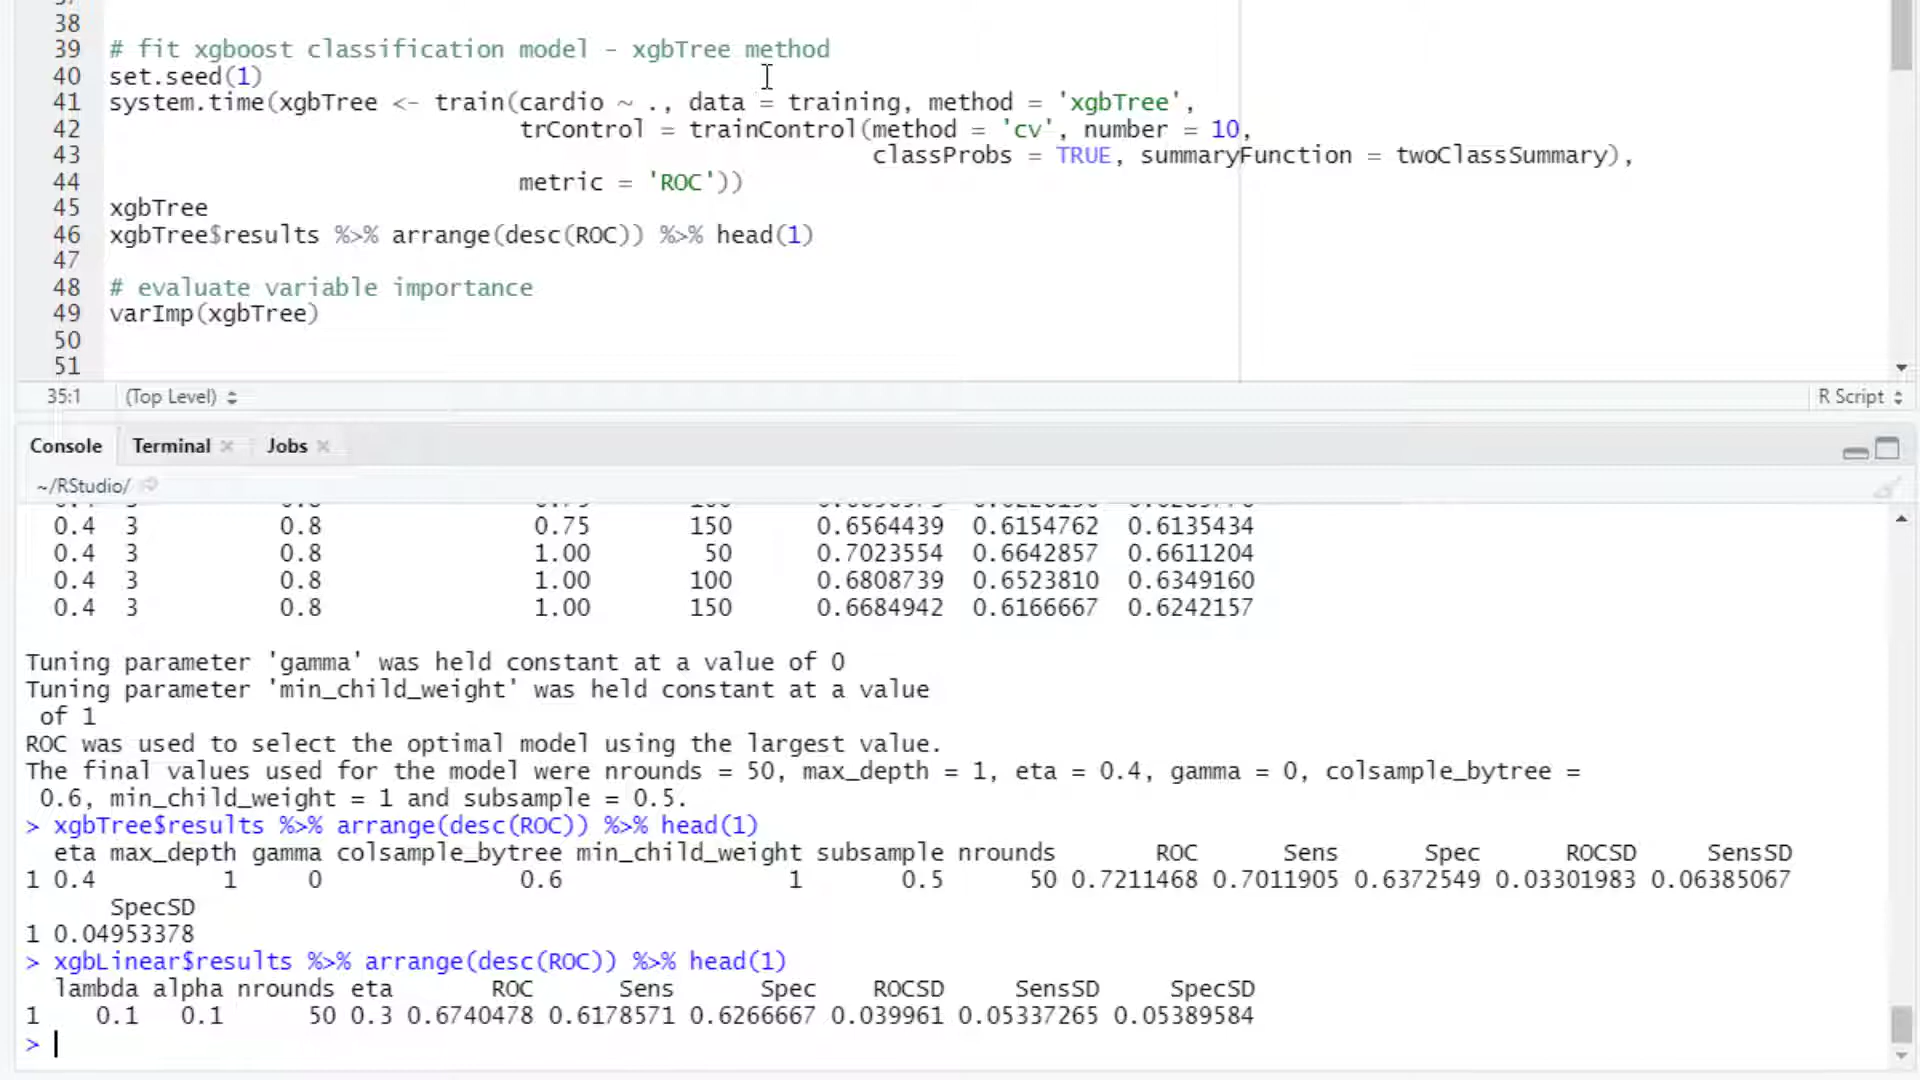 38
39 # fit xgboost classification model - xgbTree method
40 set.seed(1)
41 system.time(xgbTree <- train(cardio ~ ., data = training, method = 'xgbTree',
42 trControl = trainControl(method = 'cv', number = 10,
43 classProbs = TRUE, summaryFunction = twoClassSummary),
44 metric = 'ROC'))
45 xgbTree
46 xgbTree$results %>% arrange(desc(ROC)) %>% head(1)
47
48 # evaluate variable importance
49 varImp(xgbTree)
50
51
35:1 (Top Level) R Script
Console Terminal Jobs
~/RStudio/
0.4 3 0.8 0.75 150 0.6564439 0.6154762 0.6135434
0.4 3 0.8 1.00 50 0.7023554 0.6642857 0.6611204
0.4 3 0.8 1.00 100 0.6808739 0.6523810 0.6349160
0.4 3 0.8 1.00 150 0.6684942 0.6166667 0.6242157
Tuning parameter 'gamma' was held constant at a value of 0
Tuning parameter 'min_child_weight' was held constant at a value
of 1
ROC was used to select the optimal model using the largest value.
The final values used for the model were nrounds = 50, max_depth = 1, eta = 0.4, gamma = 0, colsample_bytree =
0.6, min_child_weight = 1 and subsample = 0.5.
> xgbTree$results %>% arrange(desc(ROC)) %>% head(1)
eta max_depth gamma colsample_bytree min_child_weight subsample nrounds ROC Sens Spec ROCSD SensSD
1 0.4 1 0 0.6 1 0.5 50 0.7211468 0.7011905 0.6372549 0.03301983 0.06385067
SpecSD
1 0.04953378
> xgbLinear$results %>% arrange(desc(ROC)) %>% head(1)
lambda alpha nrounds eta ROC Sens Spec ROCSD SensSD SpecSD
1 0.1 0.1 50 0.3 0.6740478 0.6178571 0.6266667 0.039961 0.05337265 0.05389584
>